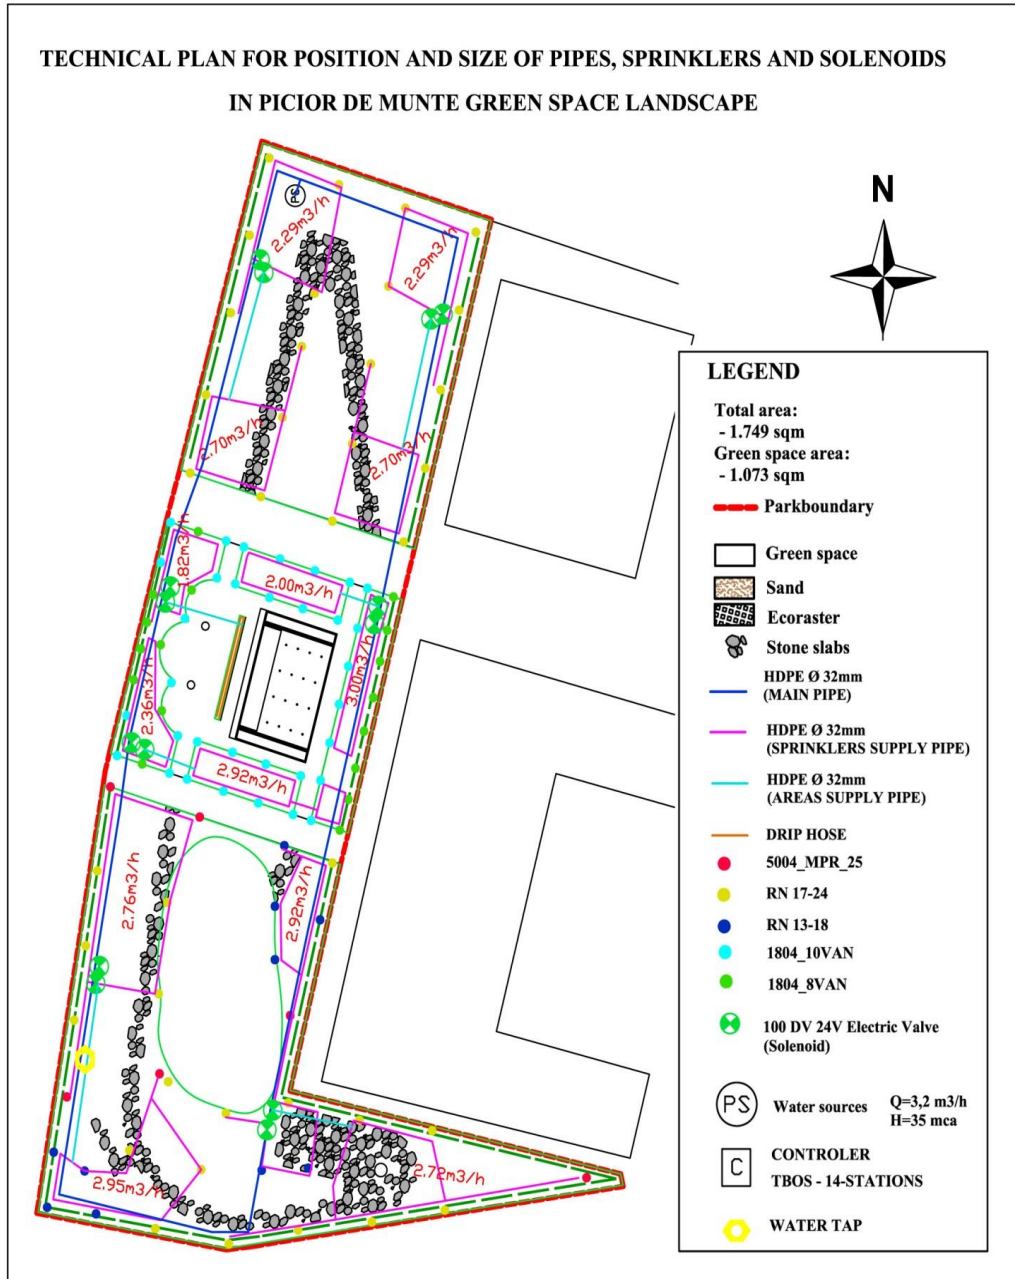 TECHNICAL PLAN FOR POSITION AND SIZE OF PIPES, SPRINKLERS AND SOLENOIDS
IN PICIOR DE MUNTE GREEN SPACE LANDSCAPE
N
PS
2.29m3/h
2.29m3/h
2.70m3/h
2.70m3/h
1.82m3/h
2.00m3/h
2.36m3/h
3.00m3/h
2.92m3/h
2.76m3/h
2.92m3/h
2.95m3/h
2.72m3/h
LEGEND
Total area:
- 1.749 sqm
Green space area:
- 1.073 sqm
Parkboundary
Green space
Sand
Ecoraster
Stone slabs
HDPE Ø 32mm
(MAIN PIPE)
HDPE Ø 32mm
(SPRINKLERS SUPPLY PIPE)
HDPE Ø 32mm
(AREAS SUPPLY PIPE)
DRIP HOSE
5004_MPR_25
RN 17-24
RN 13-18
1804_10VAN
1804_8VAN
100 DV 24V Electric Valve
(Solenoid)
PS Water sources Q=3,2 m3/h
H=35 mca
C CONTROLER
TBOS - 14-STATIONS
WATER TAP